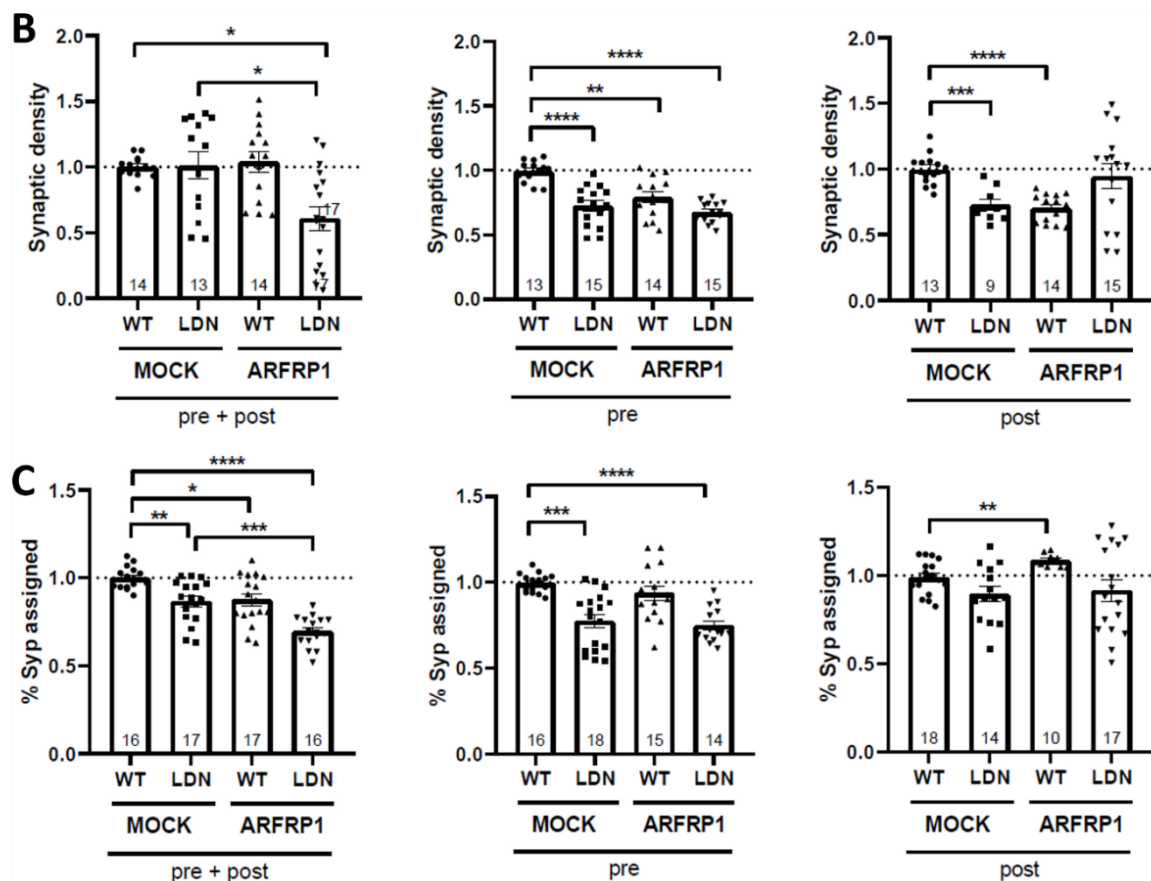 B
Synaptic density
2.0
1.5
1.0
0.5
0.0
*
*
17
14 13 14 17
WT LDN WT LDN
MOCK ARFRP1
pre + post
Synaptic density
2.0
1.5
1.0
0.5
0.0
****
**
****
13 15 14 15
WT LDN WT LDN
MOCK ARFRP1
pre
Synaptic density
2.0
1.5
1.0
0.5
0.0
****
***
13 9 14 15
WT LDN WT LDN
MOCK ARFRP1
post
C
% Syp assigned
1.5
1.0
0.5
0.0
****
*
** ***
16 17 17 16
WT LDN WT LDN
MOCK ARFRP1
pre + post
% Syp assigned
1.5
1.0
0.5
0.0
****
***
16 18 15 14
WT LDN WT LDN
MOCK ARFRP1
pre
% Syp assigned
1.5
1.0
0.5
0.0
**
18 14 10 17
WT LDN WT LDN
MOCK ARFRP1
post